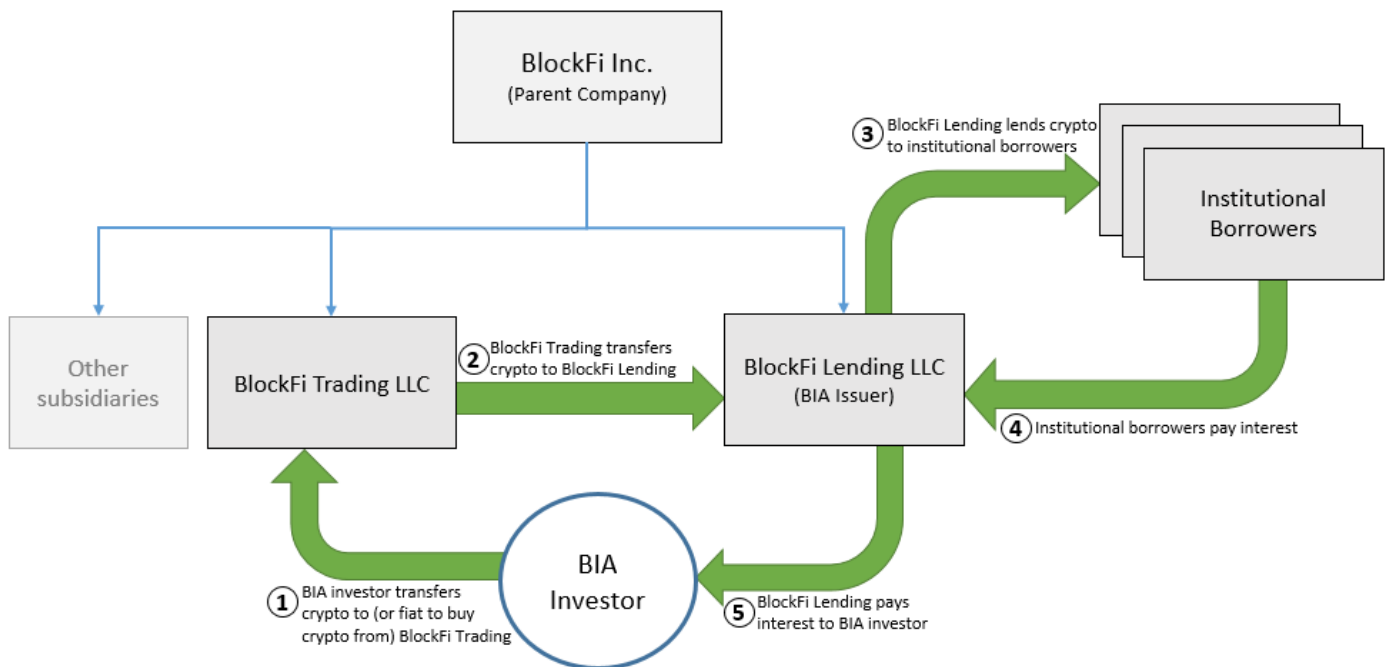 BlockFi Inc.
(Parent Company)
3
BlockFi Lending lends crypto
to institutional borrowers
Institutional
Borrowers
Other
subsidiaries
BlockFi Trading LLC
2
BlockFi Trading transfers
crypto to BlockFi Lending
BlockFi Lending LLC
(BIA Issuer)
4
Institutional borrowers pay interest
1
BIA investor transfers
crypto to (or fiat to buy
crypto from) BlockFi Trading
BIA
Investor
5
BlockFi Lending pays
interest to BIA investor